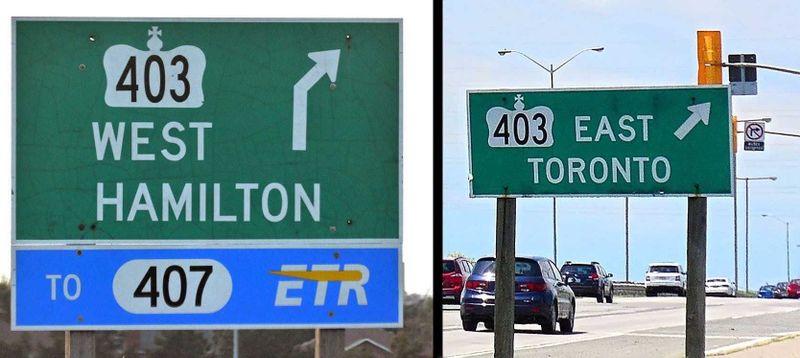 403
WEST
HAMILTON
TO 407 ETR
403 EAST
TORONTO